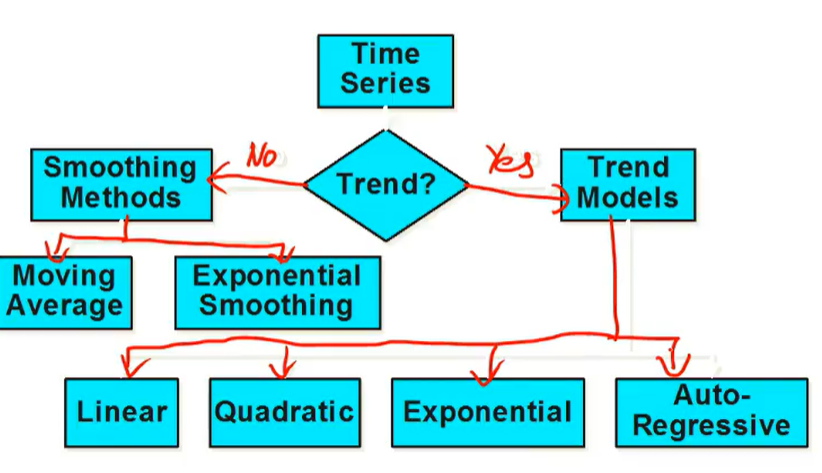 Time
Series
No
Yes
Smoothing
Methods
Trend?
Trend
Models
Moving
Average
Exponential
Smoothing
Linear
Quadratic
Exponential
Auto-
Regressive